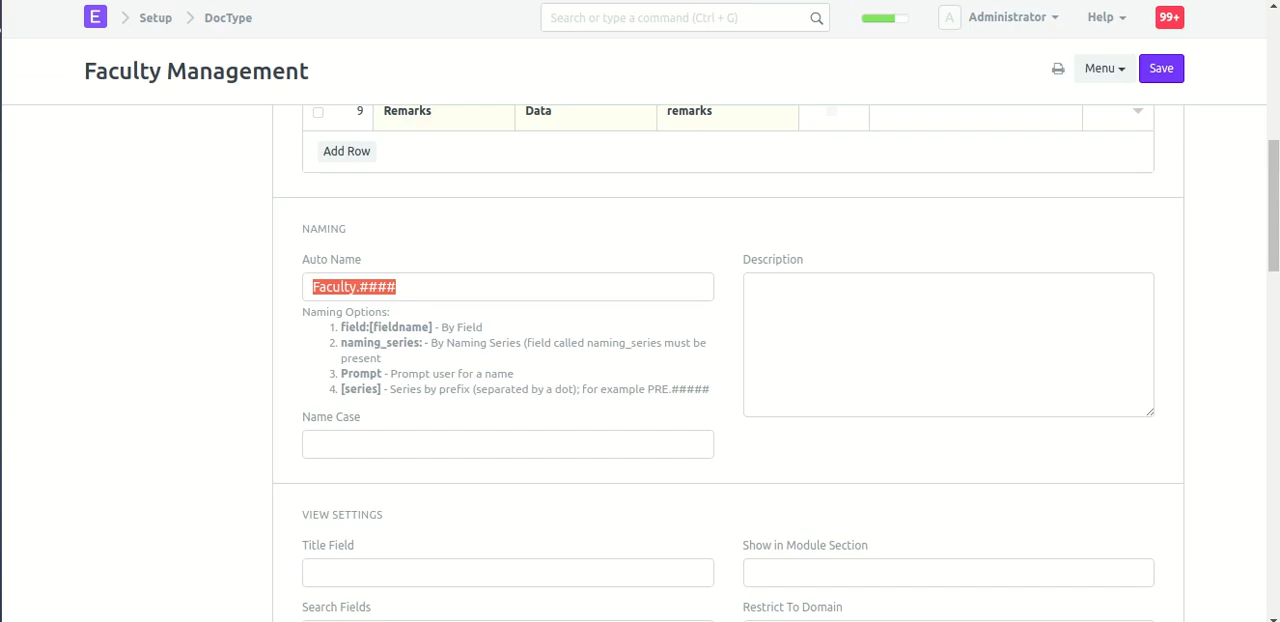 E Setup DocType Search or type a command (Ctrl + G) A Administrator Help 99+
Faculty Management Menu Save
9 Remarks Data remarks
Add Row
NAMING
Auto Name Description
Faculty.####
Naming Options:
1. field:[fieldname] - By Field
2. naming_series: - By Naming Series (field called naming_series must be
present
3. Prompt - Prompt user for a name
4. [series] - Series by prefix (separated by a dot); for example PRE.#####
Name Case
VIEW SETTINGS
Title Field Show in Module Section
Search Fields Restrict To Domain